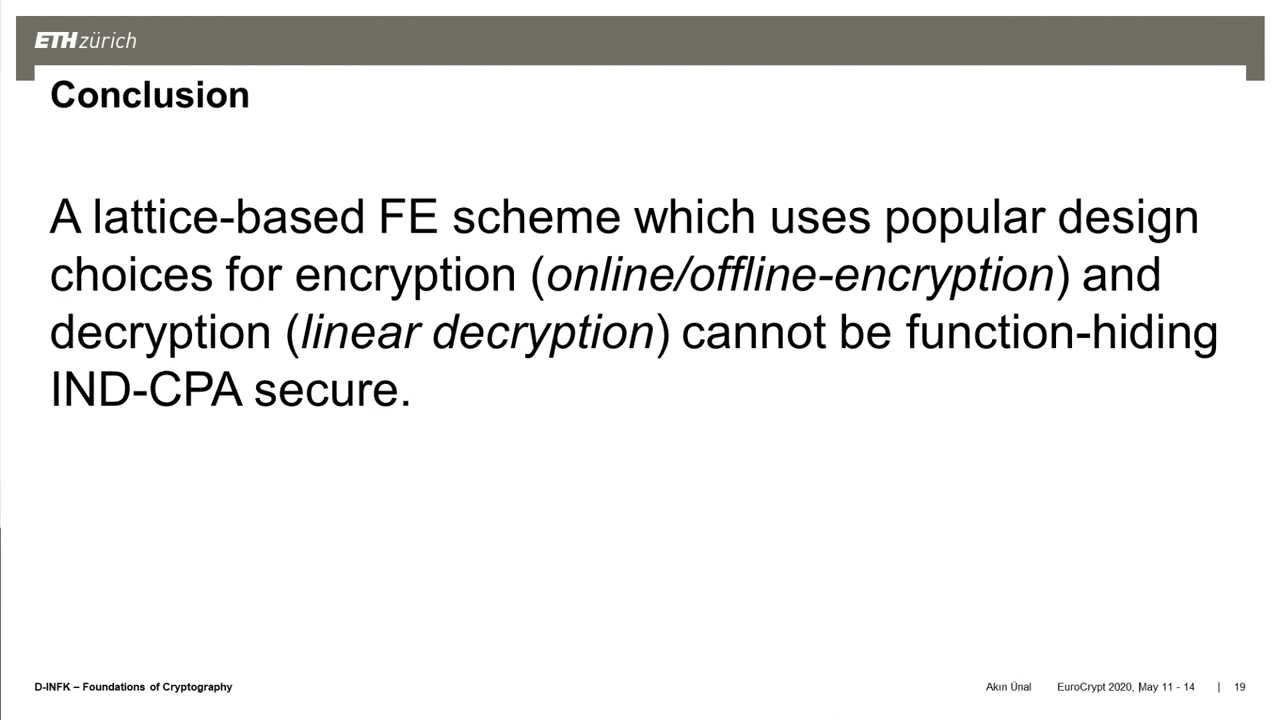 ETH zürich
Conclusion
A lattice-based FE scheme which uses popular design
choices for encryption (online/offline-encryption) and
decryption (linear decryption) cannot be function-hiding
IND-CPA secure.
D-INFK – Foundations of Cryptography
Akın Ünal
EuroCrypt 2020, May 11 - 14
| 19